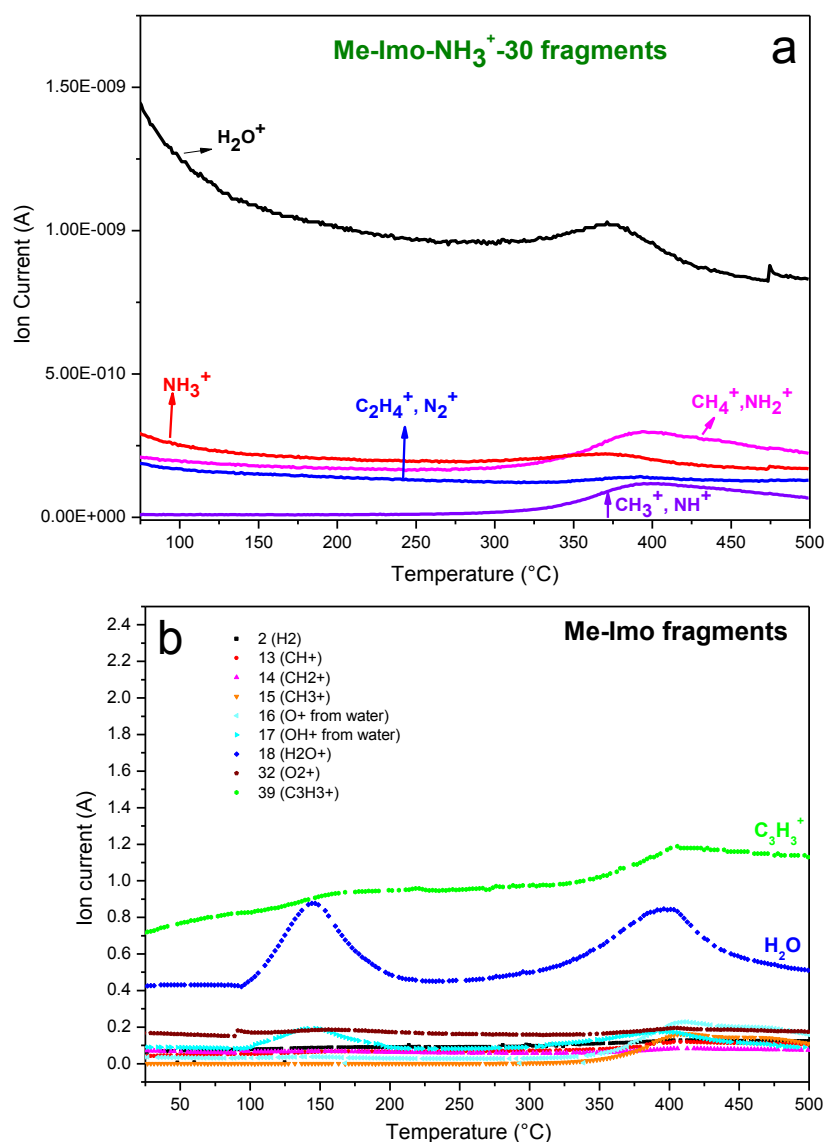 Me-Imo-NH3+-30 fragments
a
1.50E-009
H2O+
1.00E-009
Ion Current (A)
5.00E-010
NH3+
C2H4+, N2+
CH4+,NH2+
CH3+, NH+
0.00E+000
100 150 200 250 300 350 400 450 500
Temperature (°C)
b
Me-Imo fragments
2.4
2.2
2.0
1.8
1.6
1.4
1.2
1.0
0.8
0.6
0.4
0.2
0.0
2 (H2)
13 (CH+)
14 (CH2+)
15 (CH3+)
16 (O+ from water)
17 (OH+ from water)
18 (H2O+)
32 (O2+)
39 (C3H3+)
Ion current (A)
C3H3+
H2O
50 100 150 200 250 300 350 400 450 500
Temperature (°C)